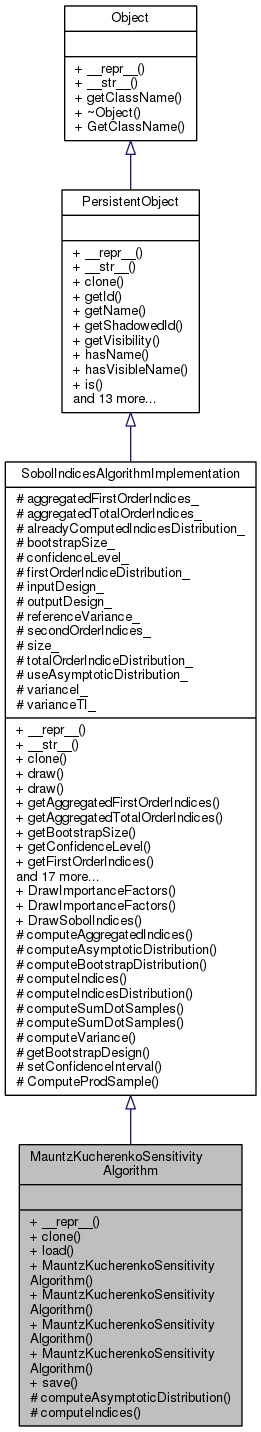 Object
+ __repr__()
+ __str__()
+ getClassName()
+ ~Object()
+ GetClassName()
PersistentObject
+ __repr__()
+ __str__()
+ clone()
+ getId()
+ getName()
+ getShadowedId()
+ getVisibility()
+ hasName()
+ hasVisibleName()
+ is()
and 13 more...
SobolIndicesAlgorithmImplementation
# aggregatedFirstOrderIndices_
# aggregatedTotalOrderIndices_
# alreadyComputedIndicesDistribution_
# bootstrapSize_
# confidenceLevel_
# firstOrderIndiceDistribution_
# inputDesign_
# outputDesign_
# referenceVariance_
# secondOrderIndices_
# size_
# totalOrderIndiceDistribution_
# useAsymptoticDistribution_
# varianceI_
# varianceTI_
+ __repr__()
+ __str__()
+ clone()
+ draw()
+ draw()
+ getAggregatedFirstOrderIndices()
+ getAggregatedTotalOrderIndices()
+ getBootstrapSize()
+ getConfidenceLevel()
+ getFirstOrderIndices()
and 17 more...
+ DrawImportanceFactors()
+ DrawImportanceFactors()
+ DrawSobolIndices()
# computeAggregatedIndices()
# computeAsymptoticDistribution()
# computeBootstrapDistribution()
# computeIndices()
# computeIndicesDistribution()
# computeSumDotSamples()
# computeSumDotSamples()
# computeVariance()
# getBootstrapDesign()
# setConfidenceInterval()
# ComputeProdSample()
MauntzKucherenkoSensitivity
Algorithm
+ __repr__()
+ clone()
+ load()
+ MauntzKucherenkoSensitivity
Algorithm()
+ MauntzKucherenkoSensitivity
Algorithm()
+ MauntzKucherenkoSensitivity
Algorithm()
+ MauntzKucherenkoSensitivity
Algorithm()
+ save()
# computeAsymptoticDistribution()
# computeIndices()